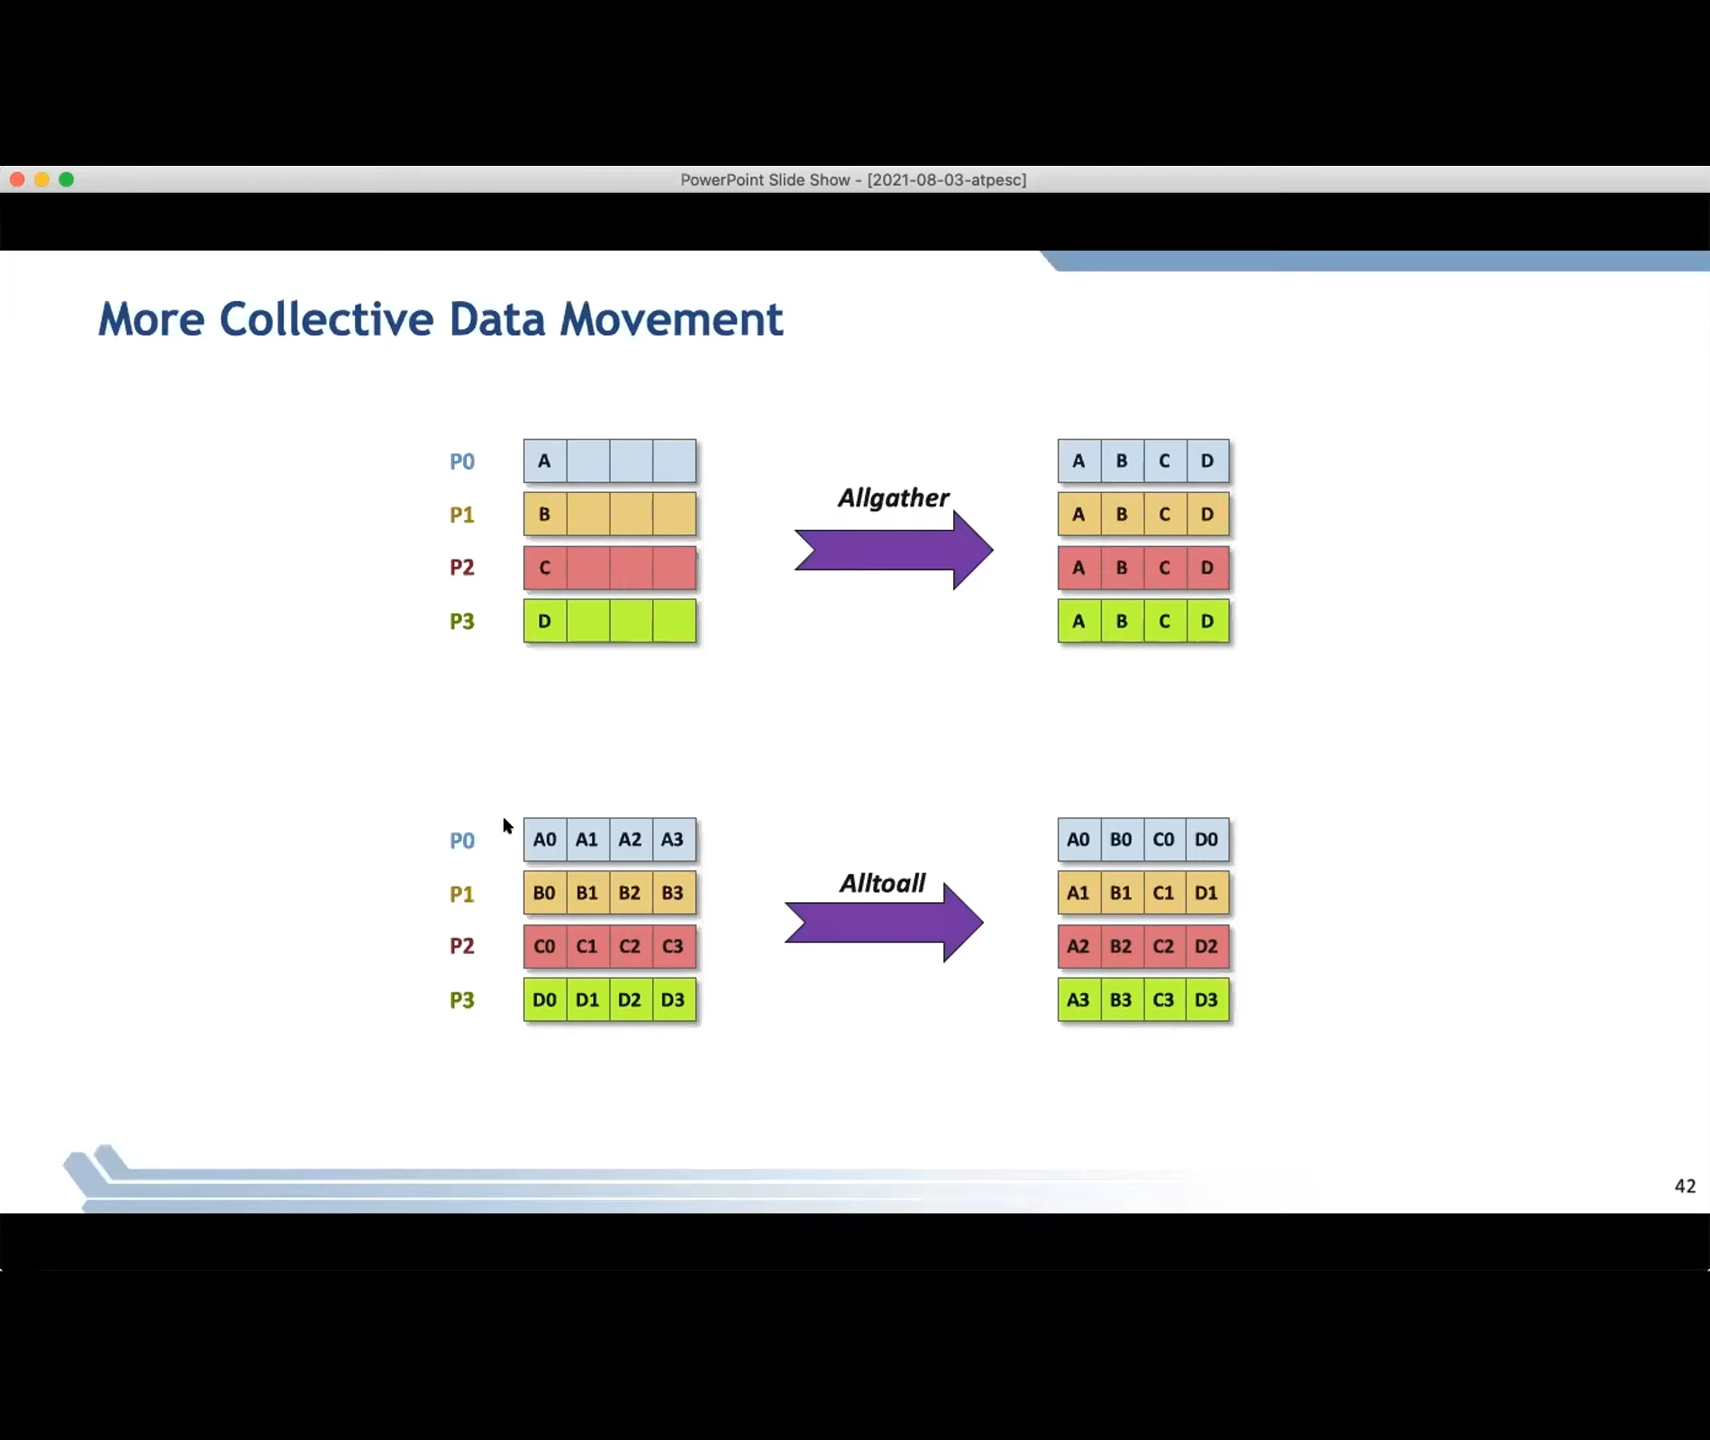 PowerPoint Slide Show - [2021-08-03-atpesc]
More Collective Data Movement
P0 A A B C D
Allgather
P1 B A B C D
P2 C A B C D
P3 D A B C D
P0 A0 A1 A2 A3 A0 B0 C0 D0
Alltoall
P1 B0 B1 B2 B3 A1 B1 C1 D1
P2 C0 C1 C2 C3 A2 B2 C2 D2
P3 D0 D1 D2 D3 A3 B3 C3 D3
42